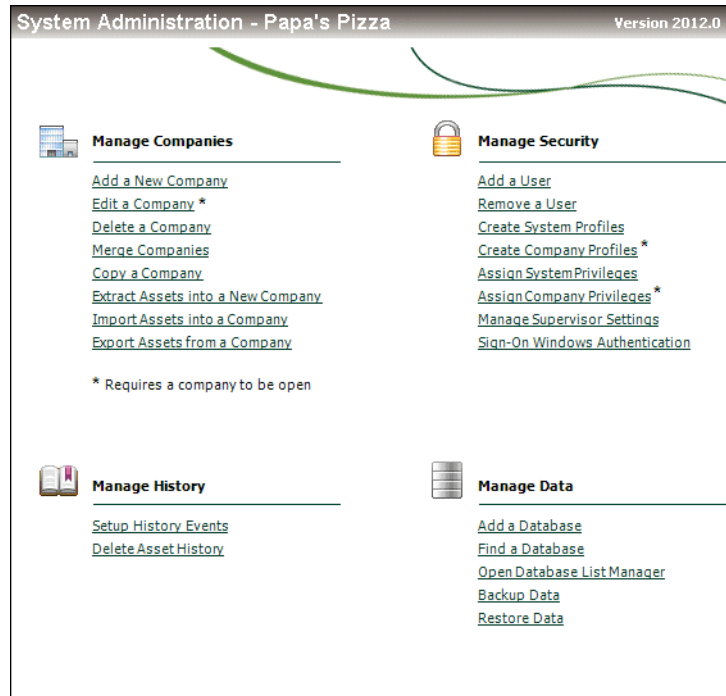 System Administration - Papa's Pizza
Version 2012.0
Manage Companies
Add a New Company
Edit a Company *
Delete a Company
Merge Companies
Copy a Company
Extract Assets into a New Company
Import Assets into a Company
Export Assets from a Company
* Requires a company to be open
Manage Security
Add a User
Remove a User
Create System Profiles
Create Company Profiles *
Assign System Privileges
Assign Company Privileges *
Manage Supervisor Settings
Sign-On Windows Authentication
Manage History
Setup History Events
Delete Asset History
Manage Data
Add a Database
Find a Database
Open Database List Manager
Backup Data
Restore Data